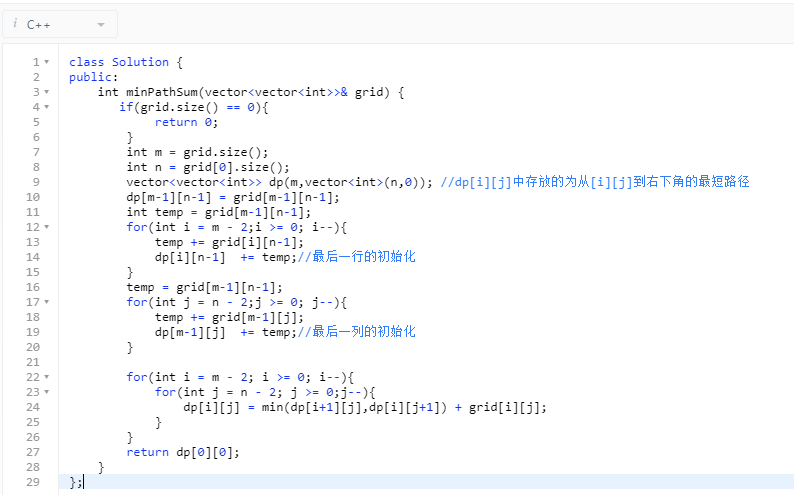 i C++
1 class Solution {
2 public:
3     int minPathSum(vector<vector<int>>& grid) {
4        if(grid.size() == 0){
5             return 0;
6         }
7         int m = grid.size();
8         int n = grid[0].size();
9         vector<vector<int>> dp(m,vector<int>(n,0)); //dp[i][j]中存放的为从[i][j]到右下角的最短路径
10         dp[m-1][n-1] = grid[m-1][n-1];
11         int temp = grid[m-1][n-1];
12         for(int i = m - 2;i >= 0; i--){
13             temp += grid[i][n-1];
14             dp[i][n-1]  += temp;//最后一行的初始化
15         }
16         temp = grid[m-1][n-1];
17         for(int j = n - 2;j >= 0; j--){
18             temp += grid[m-1][j];
19             dp[m-1][j]  += temp;//最后一列的初始化
20         }
21
22         for(int i = m - 2; i >= 0; i--){
23             for(int j = n - 2; j >= 0;j--){
24                 dp[i][j] = min(dp[i+1][j],dp[i][j+1]) + grid[i][j];
25             }
26         }
27         return dp[0][0];
28     }
29 };